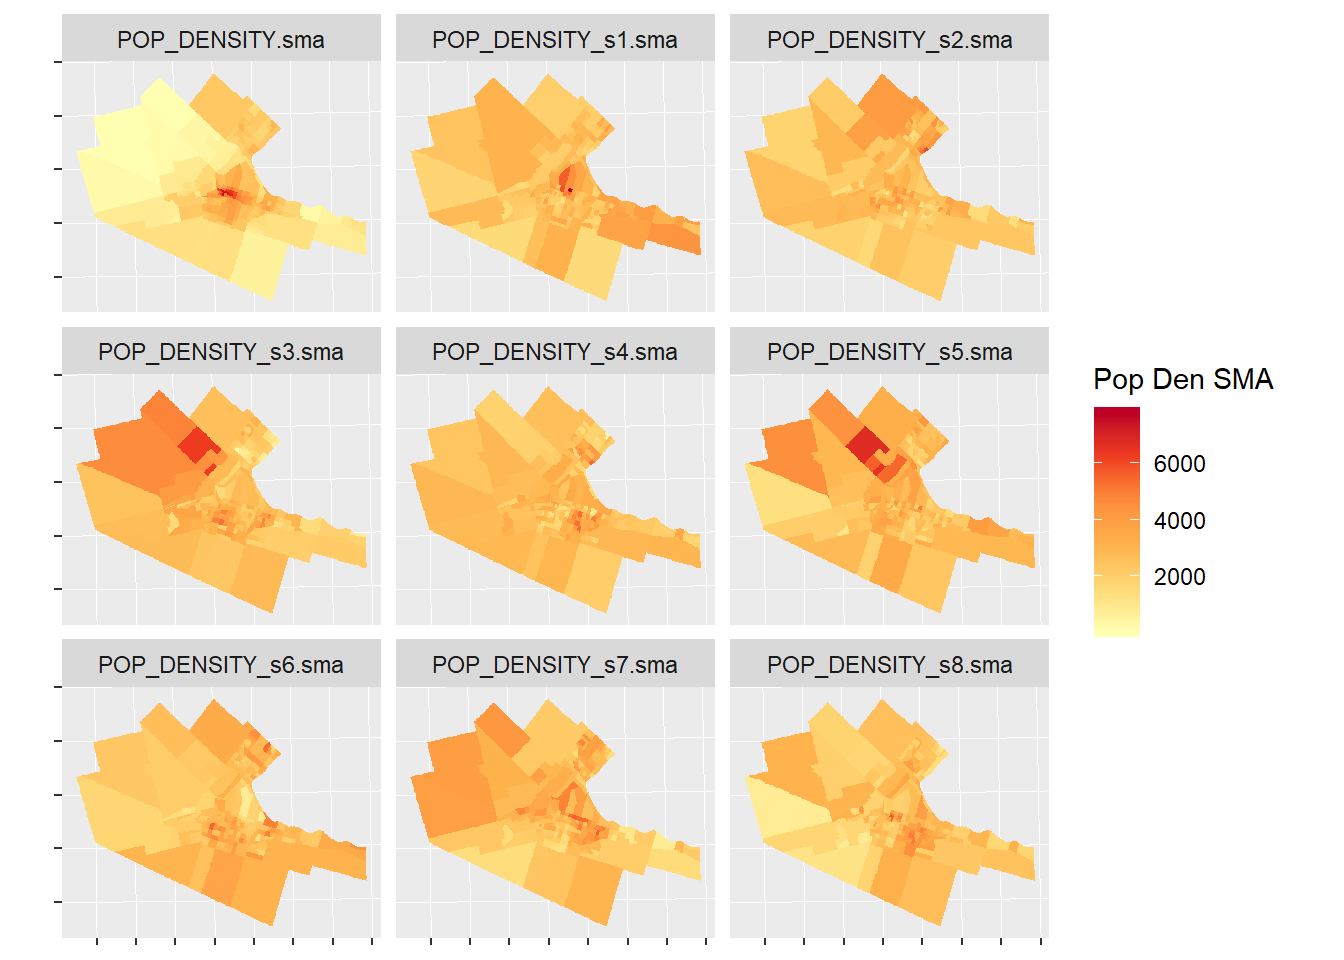 POP_DENSITY.sma
POP_DENSITY_s1.sma
POP_DENSITY_s2.sma
POP_DENSITY_s3.sma
POP_DENSITY_s4.sma
POP_DENSITY_s5.sma
Pop Den SMA
6000
4000
2000
POP_DENSITY_s6.sma
POP_DENSITY_s7.sma
POP_DENSITY_s8.sma